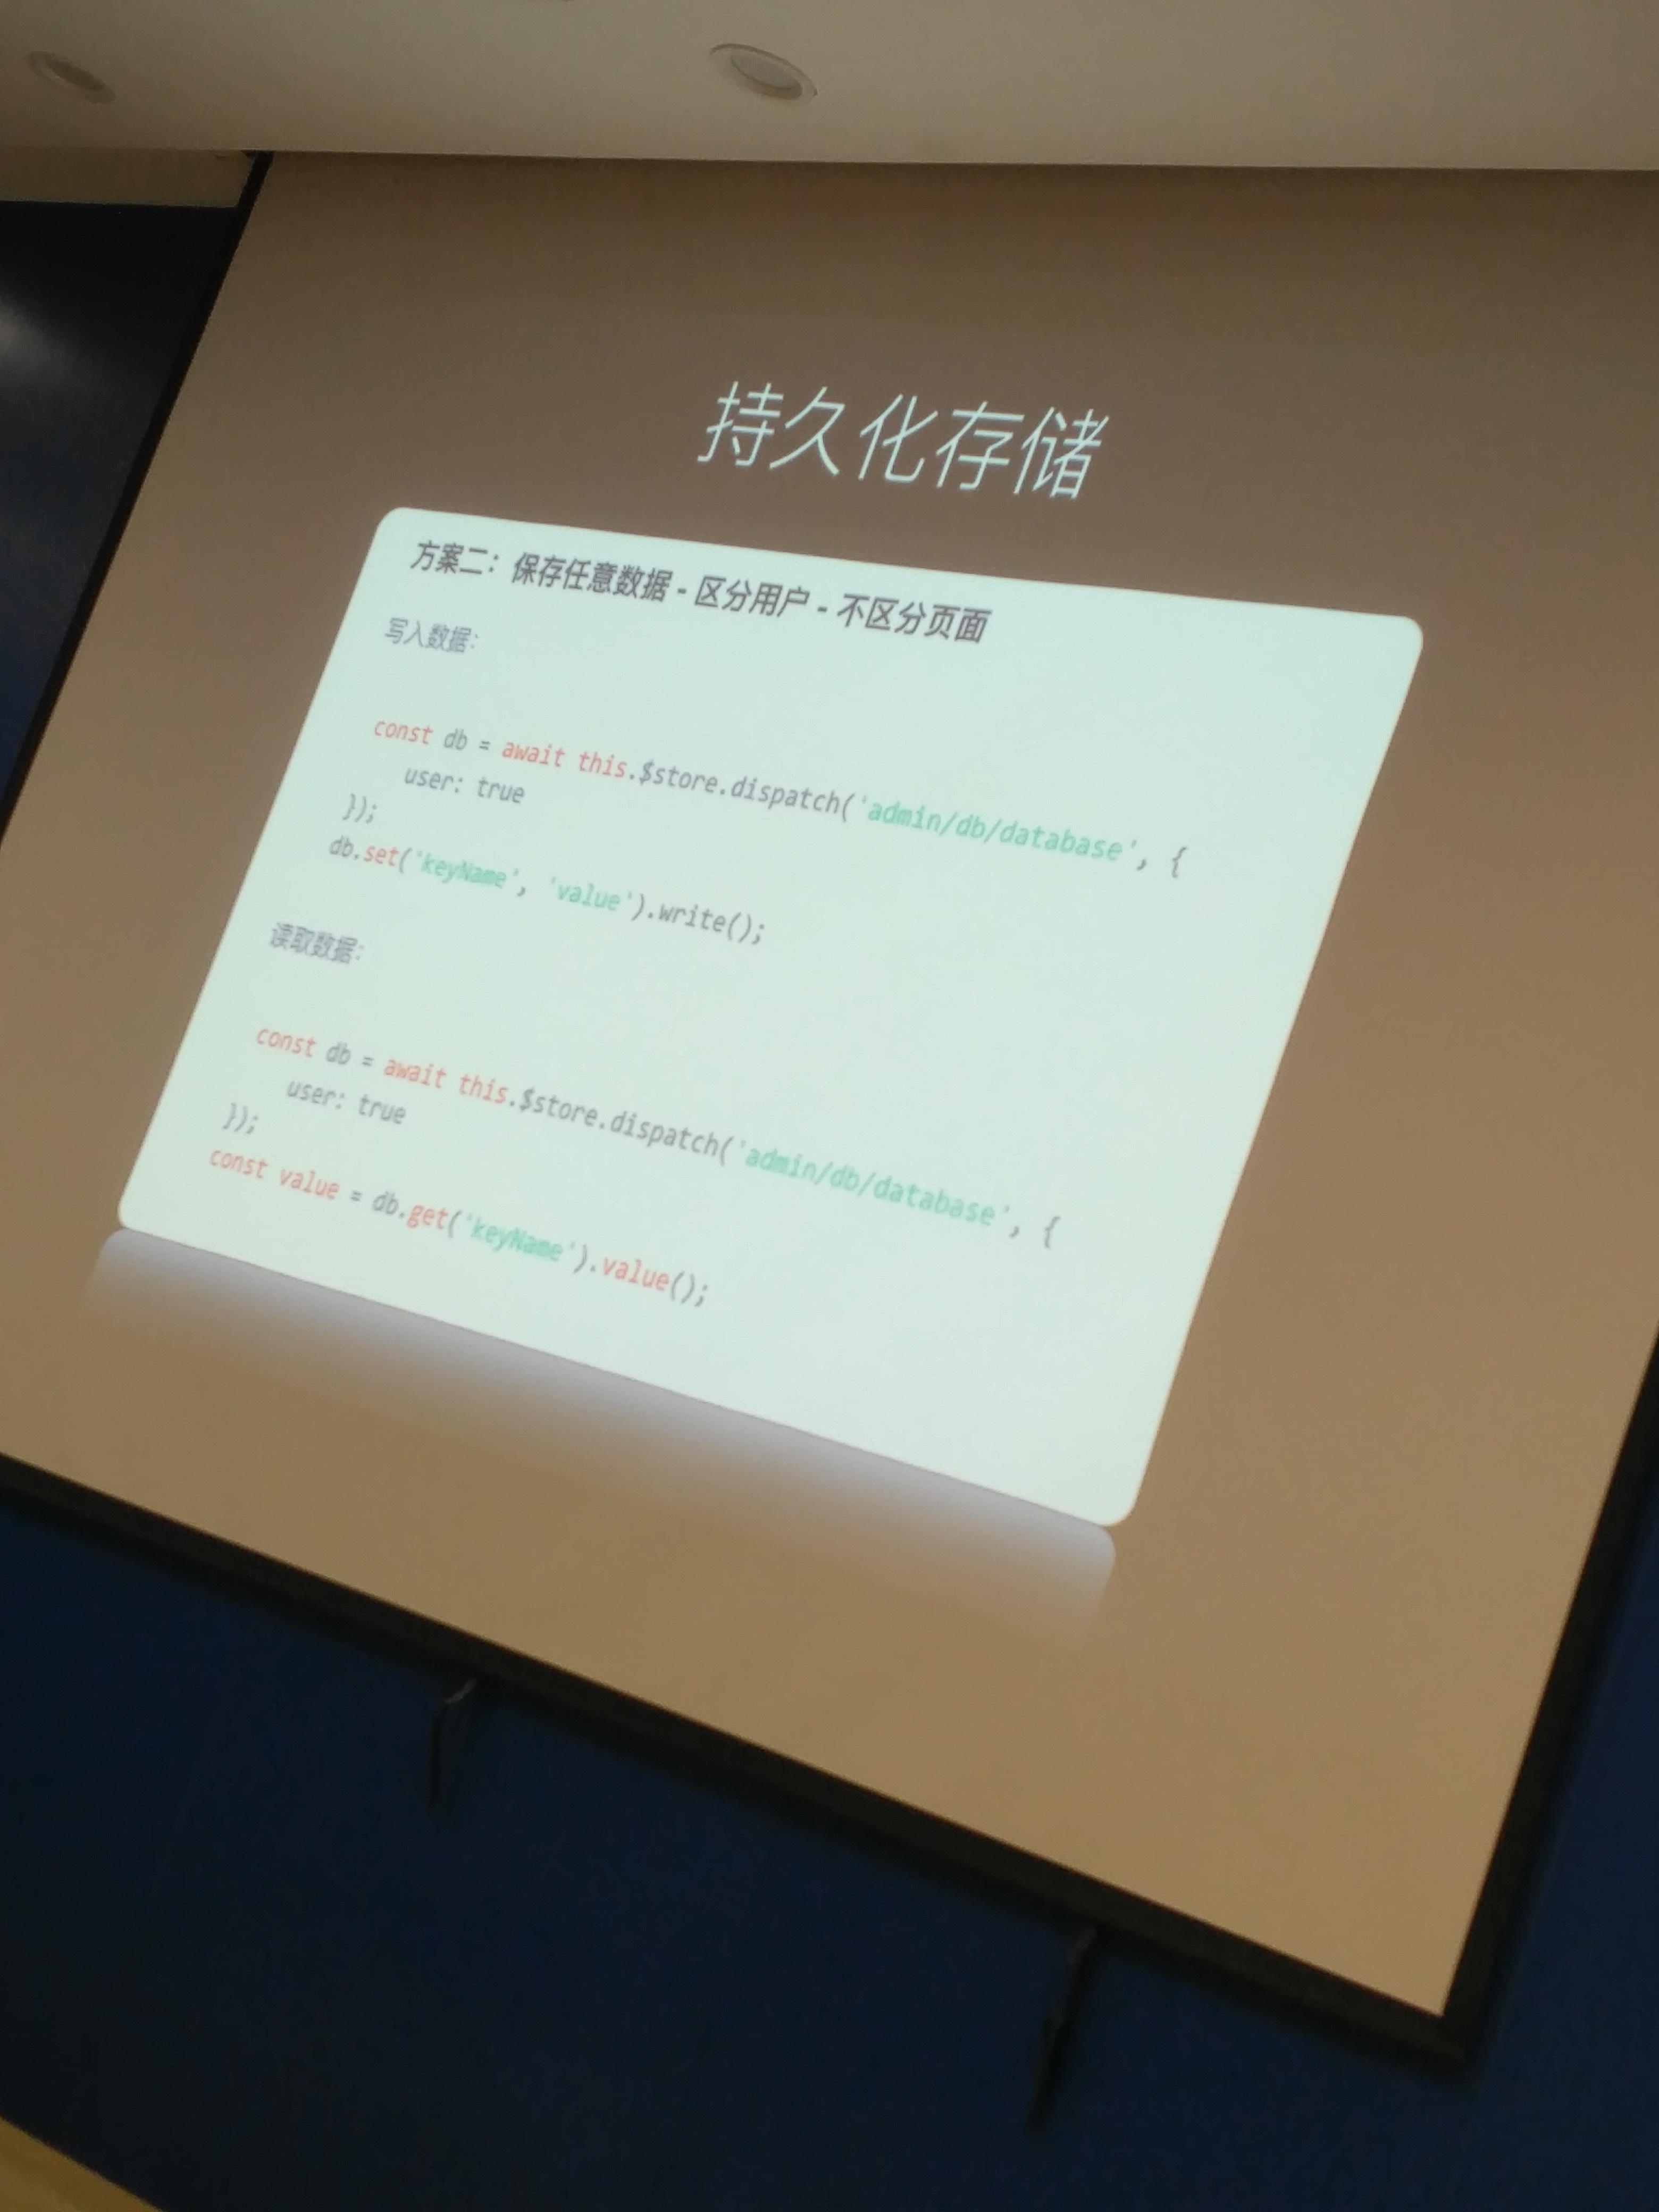 持久化存储
方案二：保存任意数据 - 区分用户 - 不区分页面
写入数据：
const db = await this.$store.dispatch('admin/db/database', {
user: true
});
db.set('keyName', 'value').write();
读取数据：
const db = await this.$store.dispatch('admin/db/database', {
user: true
});
const value = db.get('keyName').value();